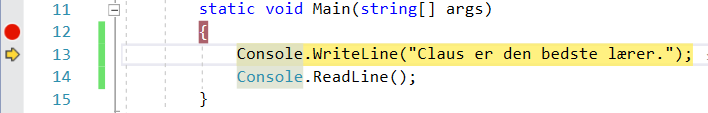 11 static void Main(string[] args)
12 {
13 Console.WriteLine("Claus er den bedste lærer.");
14 Console.ReadLine();
15 }